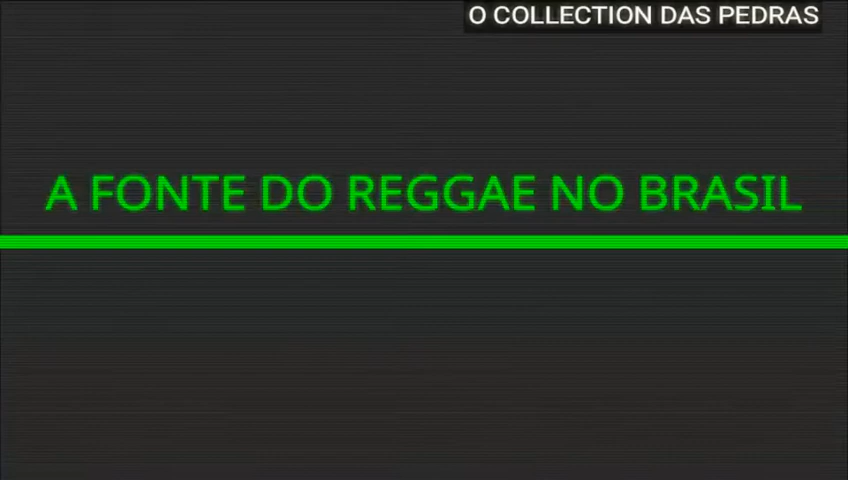 O COLLECTION DAS PEDRAS
A FONTE DO REGGAE NO BRASIL